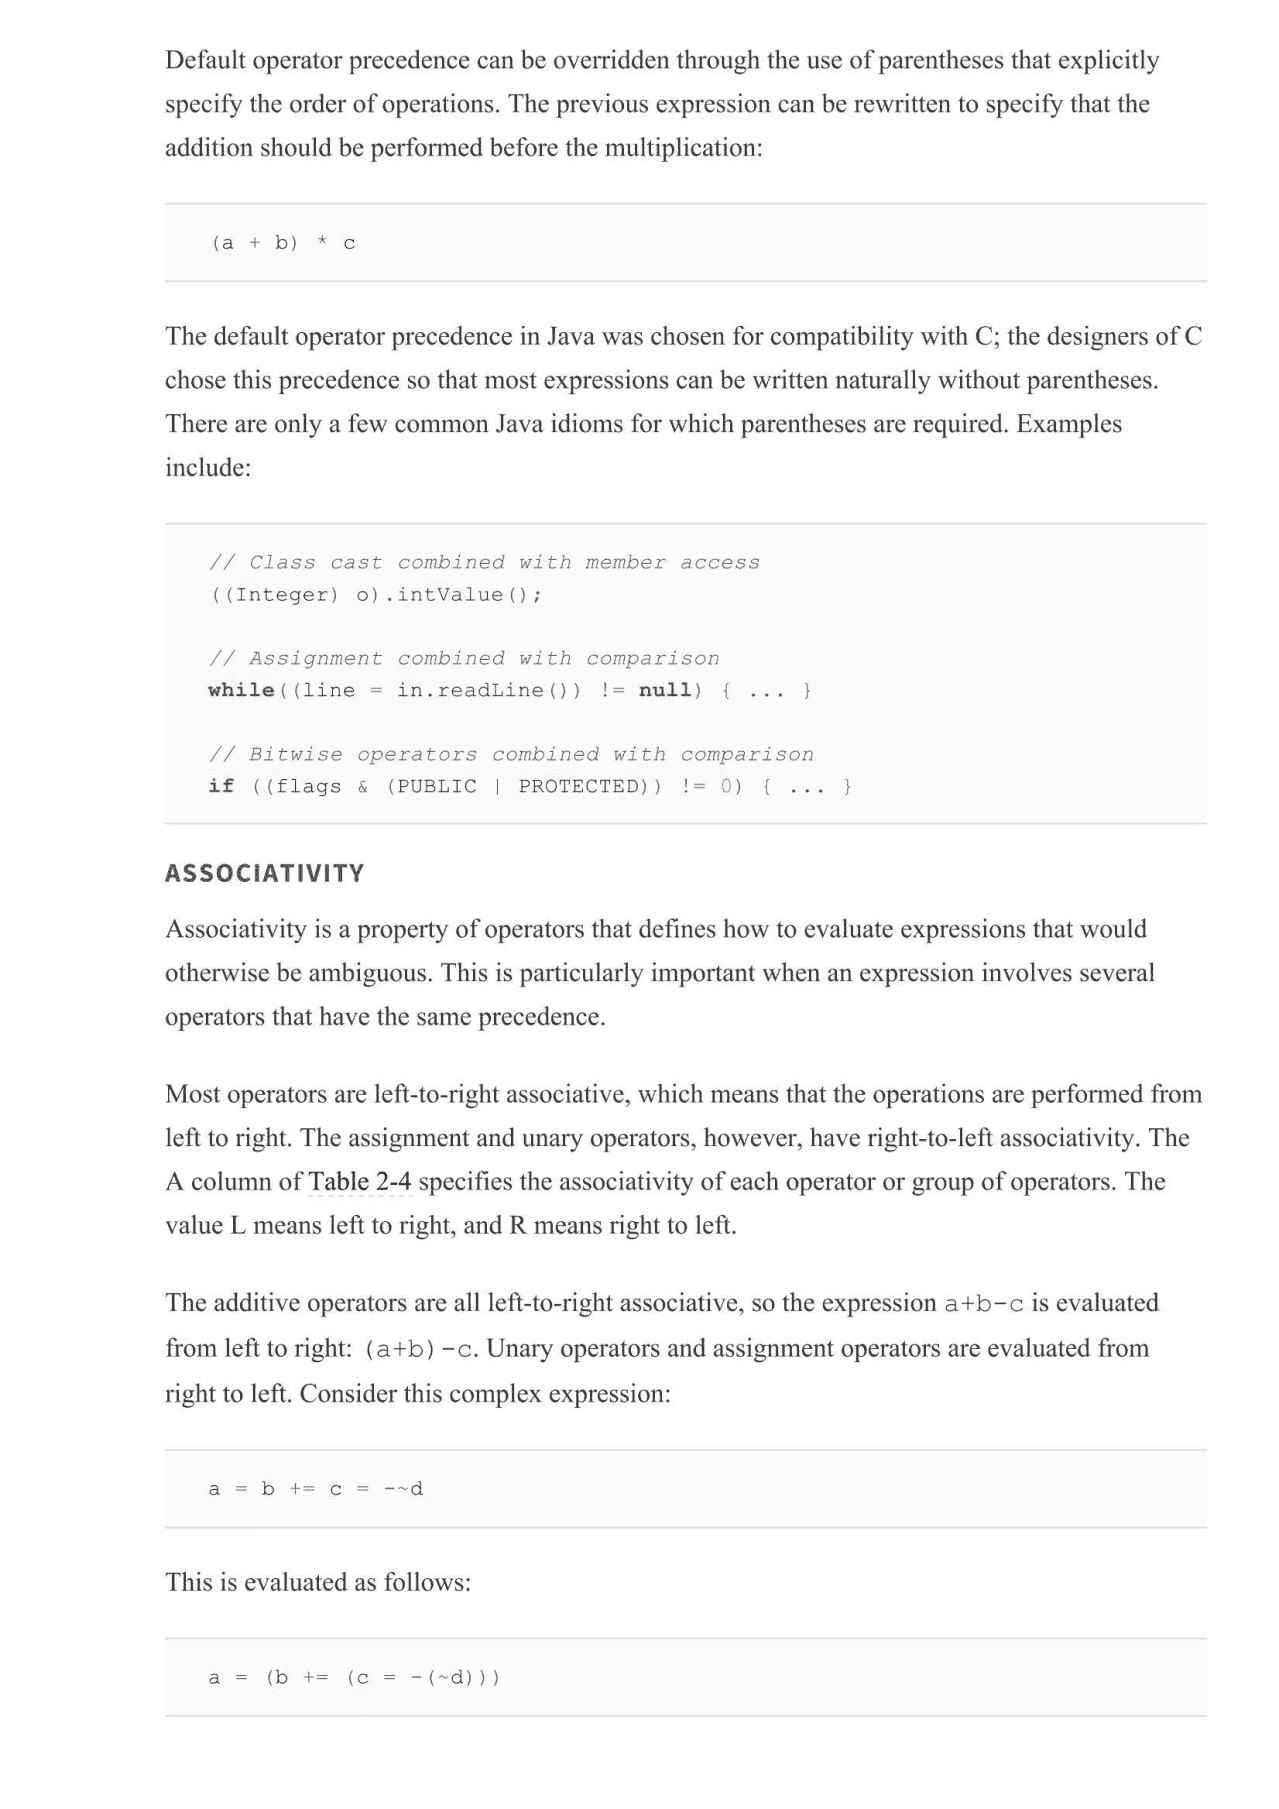 Default operator precedence can be overridden through the use of parentheses that explicitly
specify the order of operations. The previous expression can be rewritten to specify that the
addition should be performed before the multiplication:
(a + b) * c
The default operator precedence in Java was chosen for compatibility with C; the designers of C
chose this precedence so that most expressions can be written naturally without parentheses.
There are only a few common Java idioms for which parentheses are required. Examples
include:
// Class cast combined with member access
((Integer) o).intValue();
// Assignment combined with comparison
while((line = in.readLine()) != null) { ... }
// Bitwise operators combined with comparison
if ((flags & (PUBLIC | PROTECTED)) != 0) { ... }
ASSOCIATIVITY
Associativity is a property of operators that defines how to evaluate expressions that would
otherwise be ambiguous. This is particularly important when an expression involves several
operators that have the same precedence.
Most operators are left-to-right associative, which means that the operations are performed from
left to right. The assignment and unary operators, however, have right-to-left associativity. The
A column of Table 2-4 specifies the associativity of each operator or group of operators. The
value L means left to right, and R means right to left.
The additive operators are all left-to-right associative, so the expression a+b-c is evaluated
from left to right: (a+b)-c. Unary operators and assignment operators are evaluated from
right to left. Consider this complex expression:
a = b += c = -~d
This is evaluated as follows:
a = (b += (c = -(~d)))